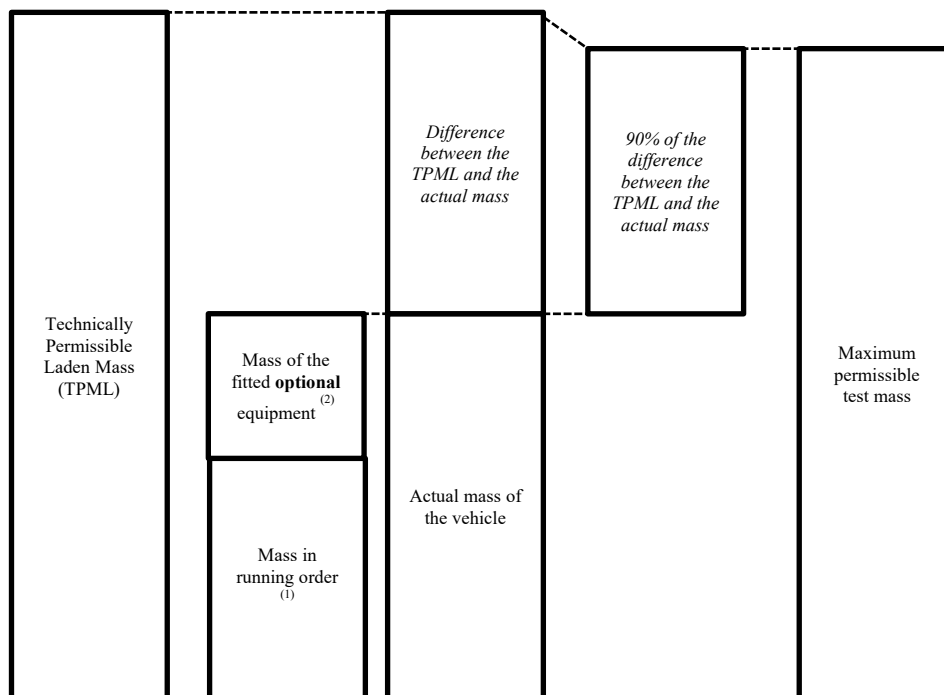 Technically
Permissible
Laden Mass
(TPML)
Mass of the
fitted optional
equipment (2)
Mass in
running order
(1)
Difference
between the
TPML and the
actual mass
Actual mass of
the vehicle
90% of the
difference
between the
TPML and the
actual mass
Maximum
permissible
test mass